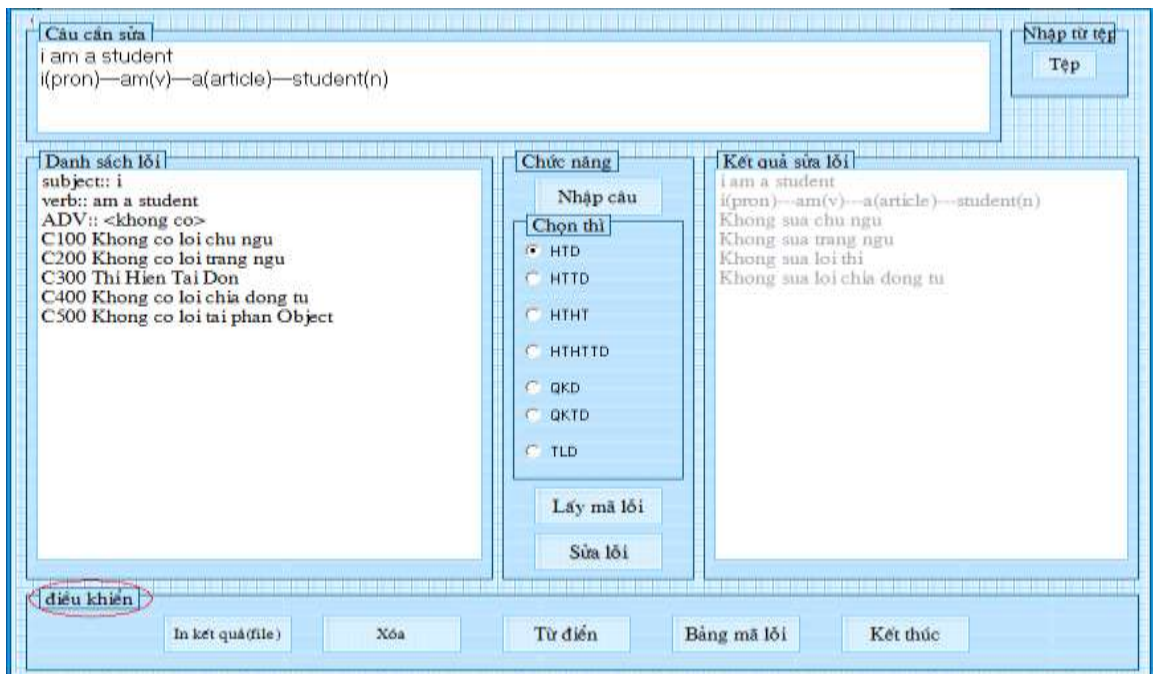 Câu cần sửa
i am a student
i(pron)—am(v)—a(article)—student(n)
Nhập từ tệp
Tệp
Danh sách lỗi
subject:: i
verb:: am a student
ADV:: <khong co>
C100 Khong co loi chu ngu
C200 Khong co loi trang ngu
C300 Thi Hien Tai Don
C400 Khong co loi chia dong tu
C500 Khong co loi tai phan Object
Chức năng
Nhập câu
Chọn thì
HTD
HTTD
HTHT
HTHTTD
QKD
QKTD
TLD
Lấy mã lỗi
Sửa lỗi
Kết quả sửa lỗi
i am a student
i(pron)—am(v)—a(article)—student(n)
Khong sua chu ngu
Khong sua trang ngu
Khong sua loi thi
Khong sua loi chia dong tu
điều khiển
In kết quả(file)
Xóa
Từ điển
Bảng mã lỗi
Kết thúc